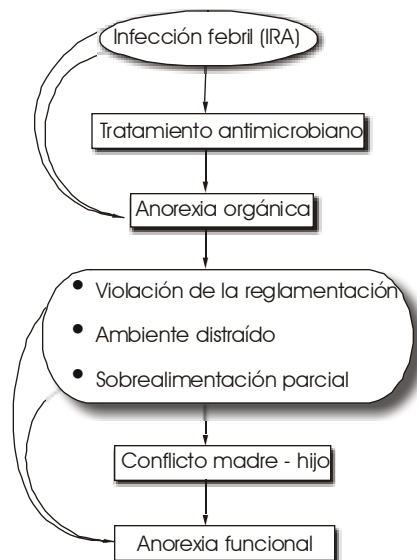 Infección febril (IRA)
Tratamiento antimicrobiano
Anorexia orgánica
• Violación de la reglamentación
• Ambiente distraído
• Sobrealimentación parcial
Conflicto madre - hijo
Anorexia funcional